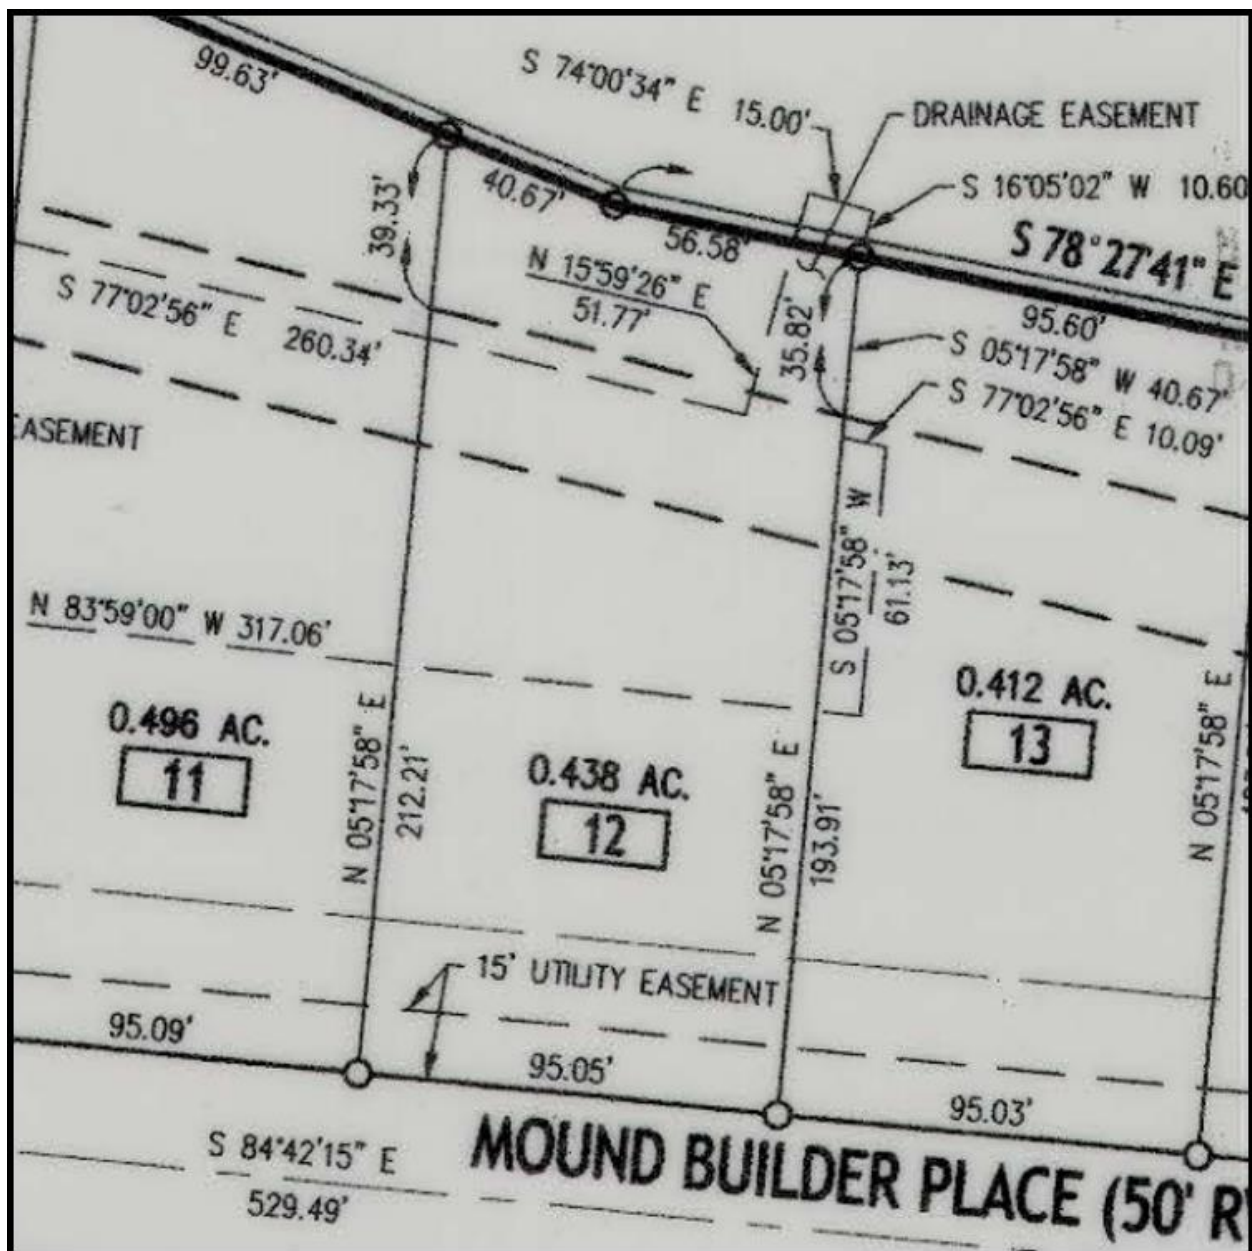 99.63'
S 74°00'34" E 15.00'
DRAINAGE EASEMENT
S 16°05'02" W 10.60
40.67'
39.33'
56.58'
S 78°27'41" E
N 15°59'26" E
51.77'
35.82'
95.60'
S 77°02'56" E 260.34'
S 05°17'58" W 40.67'
S 77°02'56" E 10.09'
EASEMENT
S 05°17'58" W
61.13'
N 83°59'00" W 317.06'
0.496 AC.
11
N 05°17'58" E
212.21'
0.438 AC.
12
N 05°17'58" E
193.91'
0.412 AC.
13
N 05°17'58" E
15' UTILITY EASEMENT
95.09'
95.05'
95.03'
S 84°42'15" E
529.49'
MOUND BUILDER PLACE (50' R